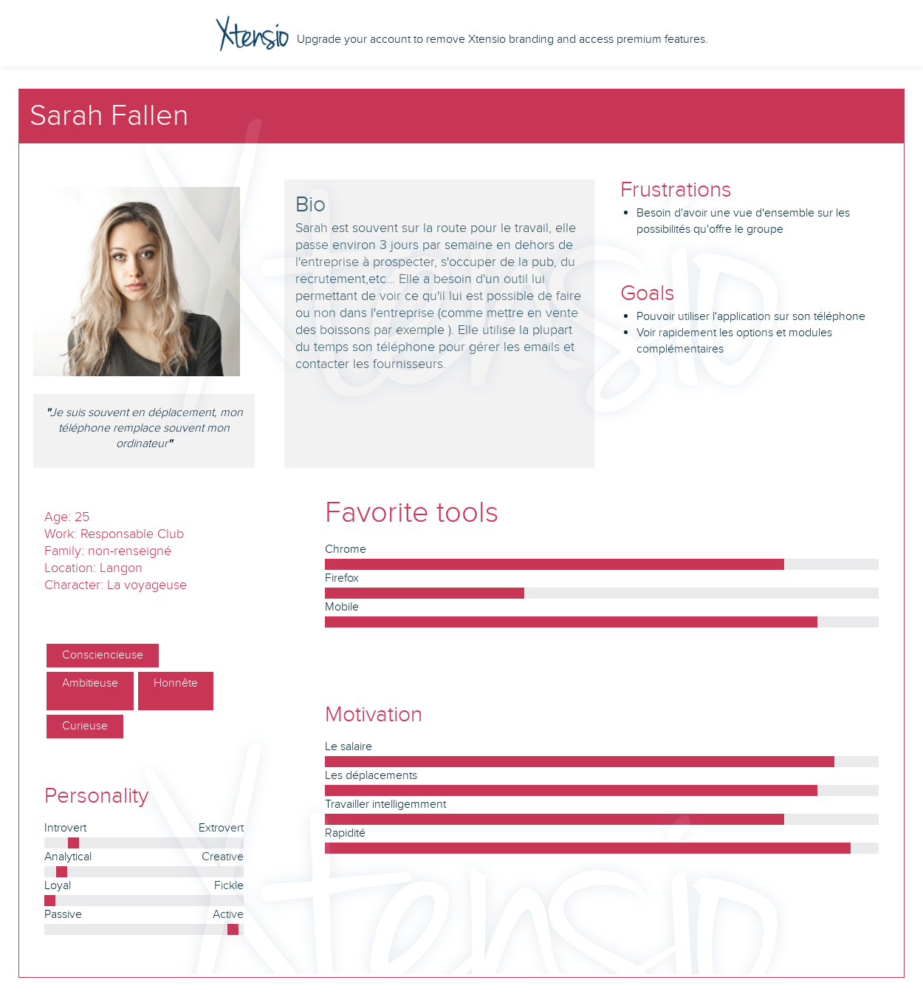 Xtensio Upgrade your account to remove Xtensio branding and access premium features.
Sarah Fallen
"Je suis souvent en déplacement, mon
téléphone remplace souvent mon
ordinateur"
Bio
Sarah est souvent sur la route pour le travail, elle
passe environ 3 jours par semaine en dehors de
l'entreprise à prospecter, s'occuper de la pub, du
recrutement,etc... Elle a besoin d'un outil lui
permettant de voir ce qu'il lui est possible de faire
ou non dans l'entreprise (comme mettre en vente
des boissons par exemple ). Elle utilise la plupart
du temps son téléphone pour gérer les emails et
contacter les fournisseurs.
Frustrations
Besoin d'avoir une vue d'ensemble sur les
possibilités qu'offre le groupe
Goals
Pouvoir utiliser l'application sur son téléphone
Voir rapidement les options et modules
complémentaires
Age: 25
Work: Responsable Club
Family: non-renseigné
Location: Langon
Character: La voyageuse
Consciencieuse
Ambitieuse Honnête
Curieuse
Personality
Introvert Extrovert
Analytical Creative
Loyal Fickle
Passive Active
Favorite tools
Chrome
Firefox
Mobile
Motivation
Le salaire
Les déplacements
Travailler intelligemment
Rapidité
Xtensio
Xtensio